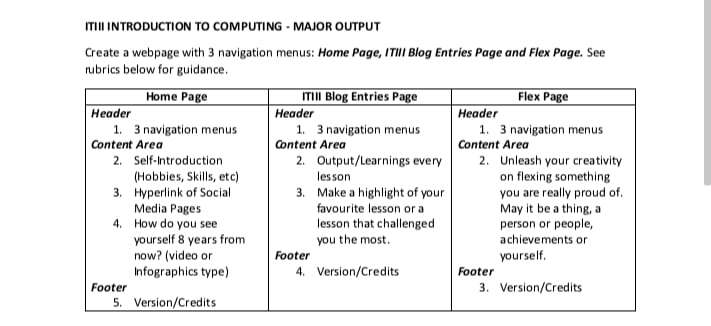 ITIII INTRODUCTION TO COMPUTING - MAJOR OUTPUT
Create a webpage with 3 navigation menus: Home Page, ITIII Blog Entries Page and Flex Page. See
rubrics below for guidance.
Home Page
Header
1. 3 navigation menus
Content Area
2. Self-Introduction
(Hobbies, Skills, etc)
3. Hyperlink of Social
Media Pages
4. How do you see
yourself 8 years from
now? (video or
Infographics type)
Footer
5. Version/Credits
ITIII Blog Entries Page
Header
1. 3 navigation menus
Content Area
2. Output/Learnings every
lesson
3. Make a highlight of your
favourite lesson or a
lesson that challenged
you the most.
Footer
4. Version/Credits
Flex Page
Header
1. 3 navigation menus
Content Area
2. Unleash your creativity
on flexing something
you are really proud of.
May it be a thing, a
person or people,
achievements or
yourself.
Footer
3. Version/Credits